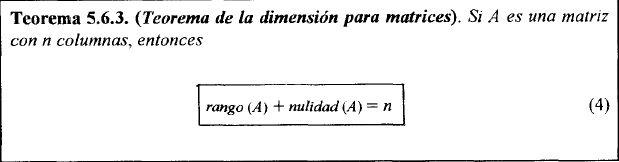 Teorema 5.6.3. (Teorema de la dimensión para matrices). Si A es una matriz
con n columnas, entonces
rango (A) + nulidad (A) = n (4)